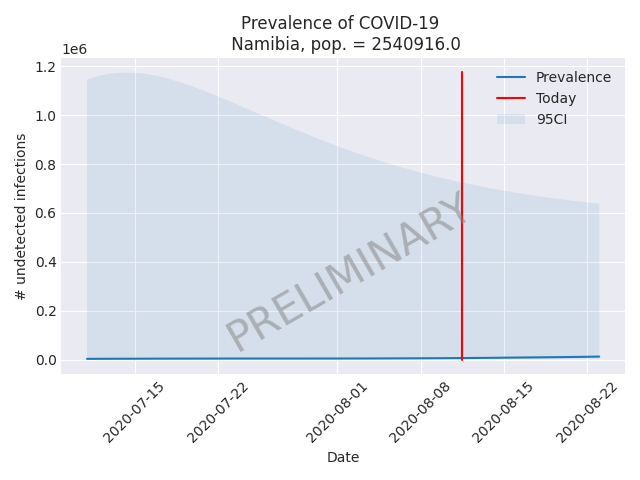 Prevalence of COVID-19
Namibia, pop. = 2540916.0
1e6
1.2
1.0
0.8
0.6
0.4
0.2
0.0
# undetected infections
Prevalence
Today
95CI
PRELIMINARY
2020-07-15
2020-07-22
2020-08-01
2020-08-08
2020-08-15
2020-08-22
Date